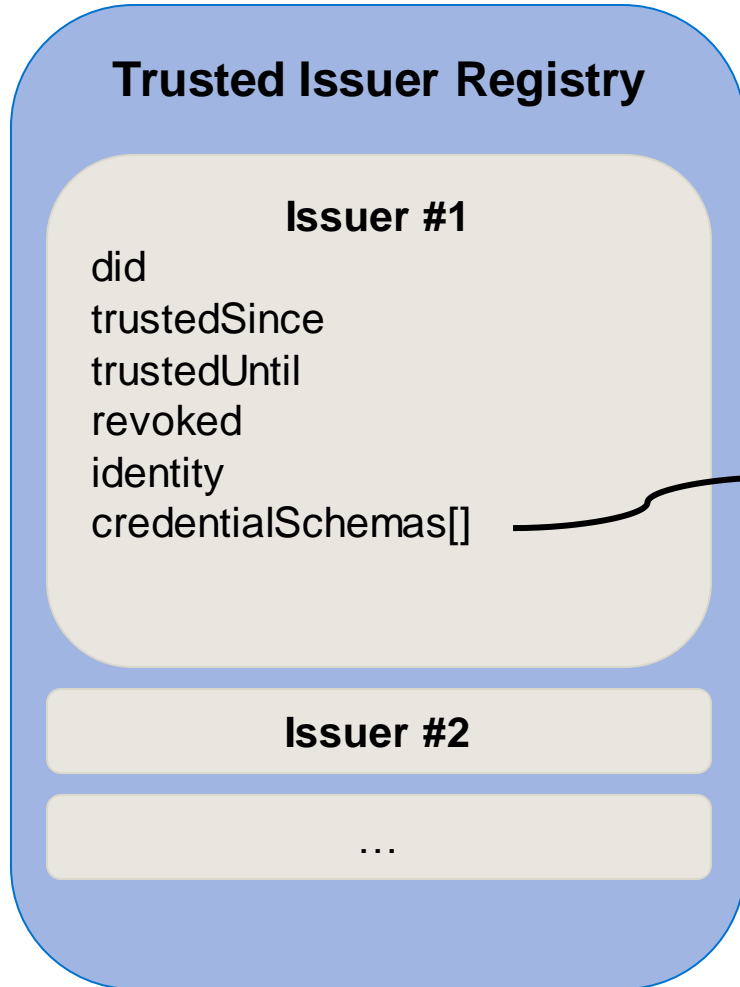 Trusted Issuer Registry
Issuer #1
did
trustedSince
trustedUntil
revoked
identity
credentialSchemas[]
Issuer #2
…